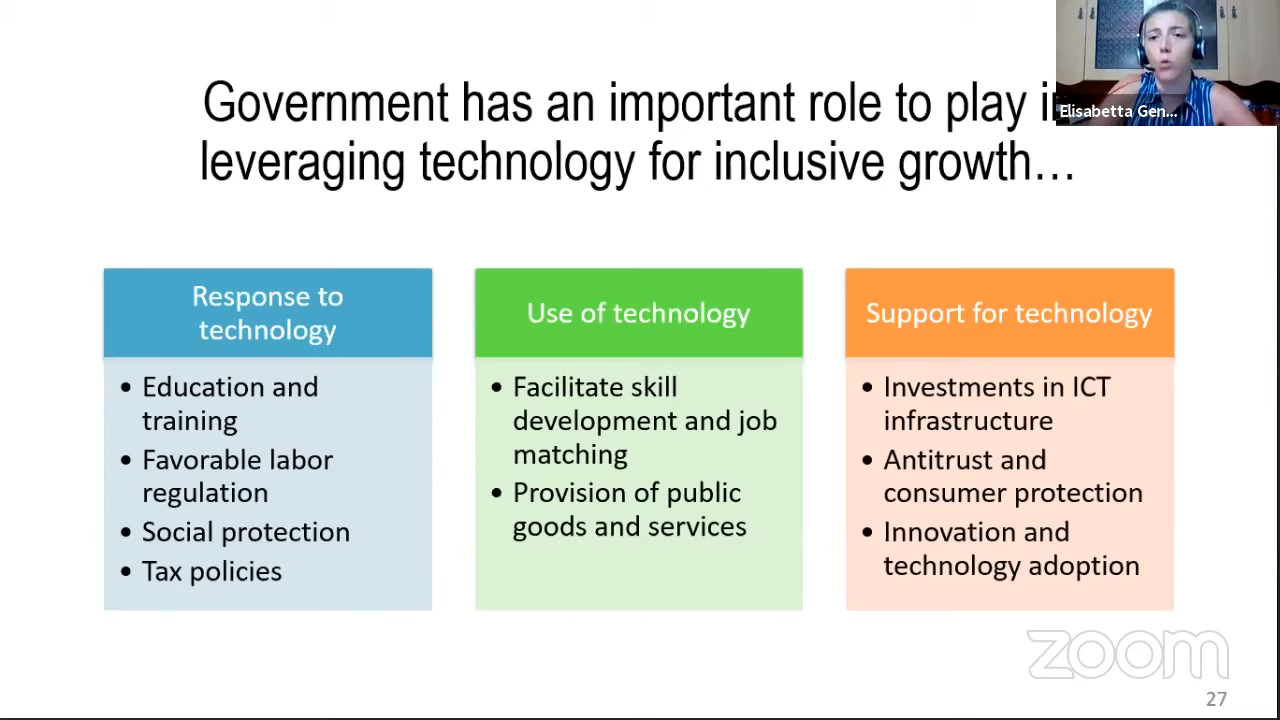 Government has an important role to play
leveraging technology for inclusive growth…
Elisabetta Gen...
Response to
technology
• Education and
training
• Favorable labor
regulation
• Social protection
• Tax policies
Use of technology
• Facilitate skill
development and job
matching
• Provision of public
goods and services
Support for technology
• Investments in ICT
infrastructure
• Antitrust and
consumer protection
• Innovation and
technology adoption
zoom
27